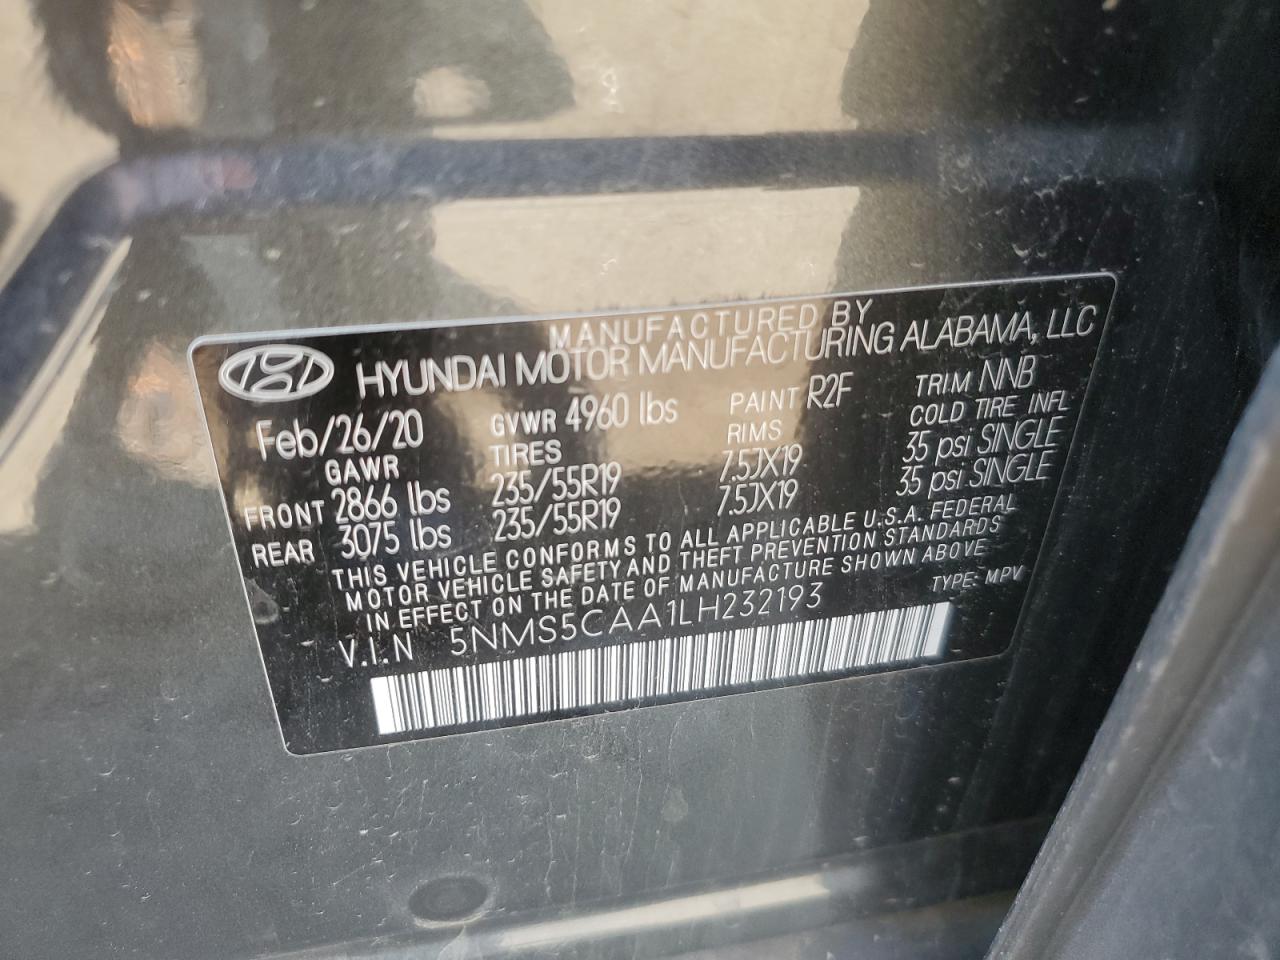 MANUFACTURED BY
HYUNDAI MOTOR MANUFACTURING ALABAMA, LLC
Feb/26/20 GVWR 4960 lbs PAINT R2F TRIM NNB
GAWR TIRES RIMS COLD TIRE INFL
FRONT 2866 lbs 235/55R19 7.5JX19 35 psi SINGLE
REAR 3075 lbs 235/55R19 7.5JX19 35 psi SINGLE
THIS VEHICLE CONFORMS TO ALL APPLICABLE U.S.A. FEDERAL
MOTOR VEHICLE SAFETY AND THEFT PREVENTION STANDARDS
IN EFFECT ON THE DATE OF MANUFACTURE SHOWN ABOVE
V.I.N 5NMS5CAA1LH232193 TYPE: MPV